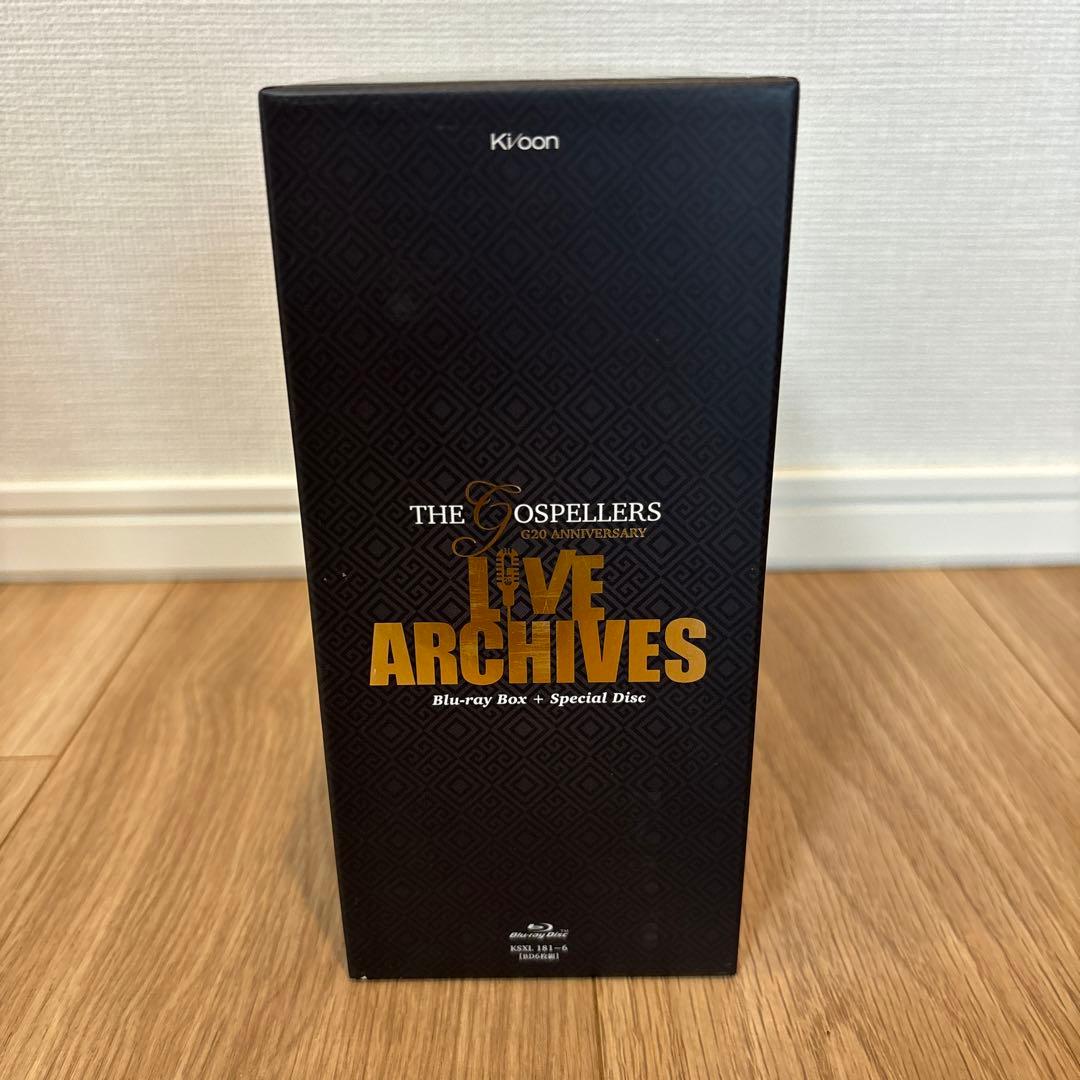 Ki/oon
THE GOSPELLERS
G20 ANNIVERSARY
LIVE
ARCHIVES
Blu-ray Box + Special Disc
Blu-ray Disc™
KSXL 181-6
[BD6枚組]